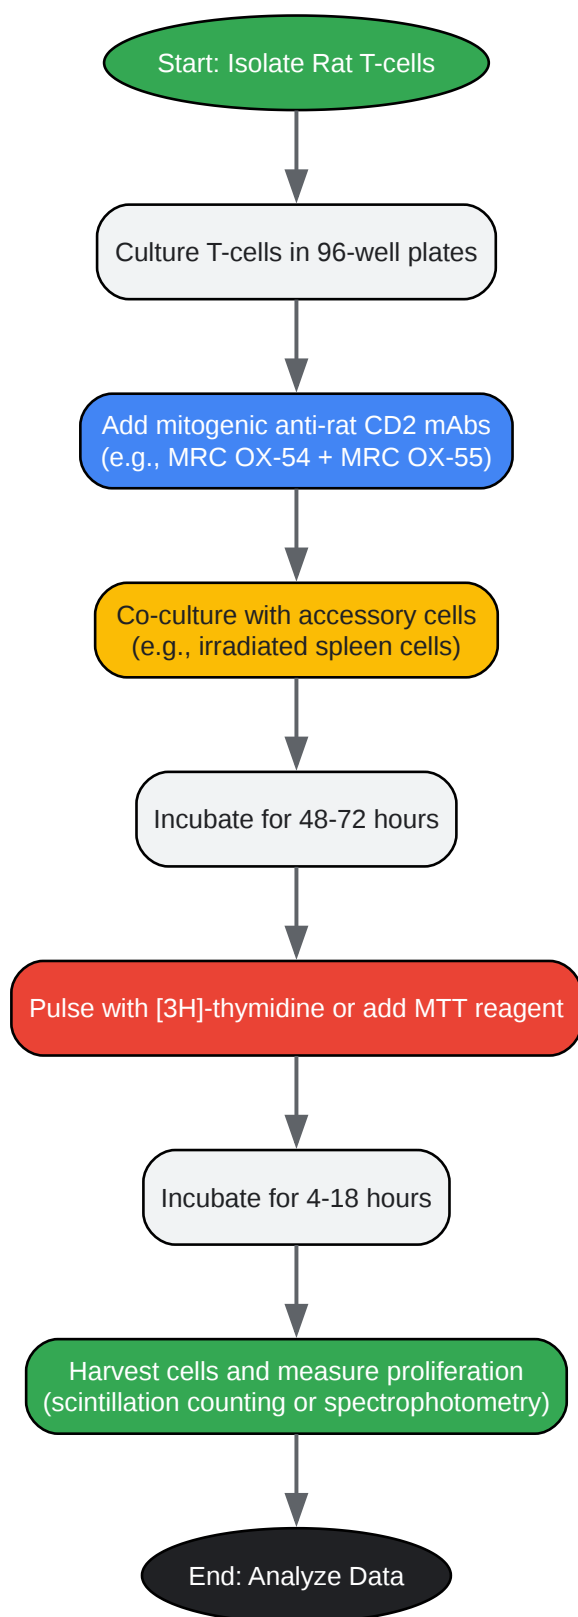 Start: Isolate Rat T-cells
Culture T-cells in 96-well plates
Add mitogenic anti-rat CD2 mAbs
(e.g., MRC OX-54 + MRC OX-55)
Co-culture with accessory cells
(e.g., irradiated spleen cells)
Incubate for 48-72 hours
Pulse with [3H]-thymidine or add MTT reagent
Incubate for 4-18 hours
Harvest cells and measure proliferation
(scintillation counting or spectrophotometry)
End: Analyze Data